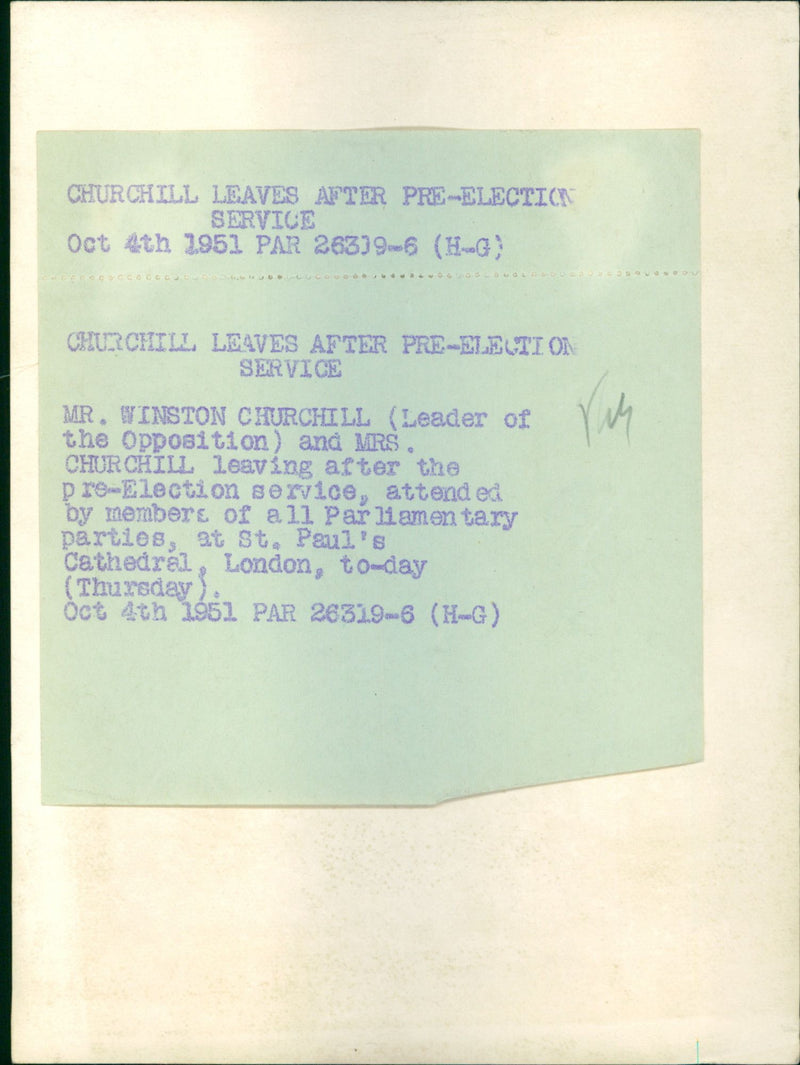 CHURCHILL LEAVES AFTER PRE-ELECTION
SERVICE
Oct 4th 1951 PAR 26319-6 (H-G)
CHURCHILL LEAVES AFTER PRE-ELECTION
SERVICE
MR. WINSTON CHURCHILL (Leader of
the Opposition) and MRS.
CHURCHILL leaving after the
pre-Election service, attended
by members of all Parliamentary
parties, at St. Paul's
Cathedral, London, to-day
(Thursday).
Oct 4th 1951 PAR 26319-6 (H-G)